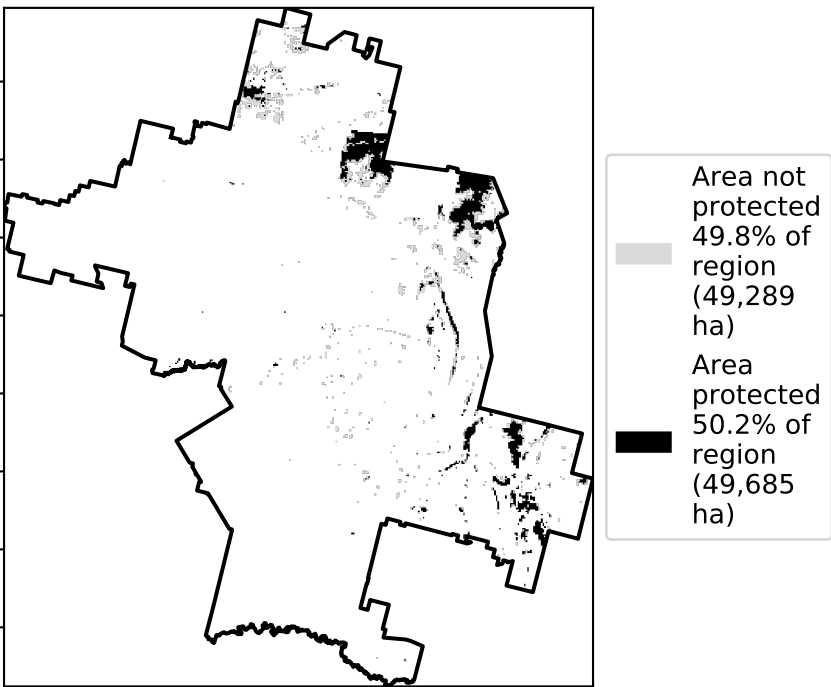 Area not
protected
49.8% of
region
(49,289
ha)
Area
protected
50.2% of
region
(49,685
ha)